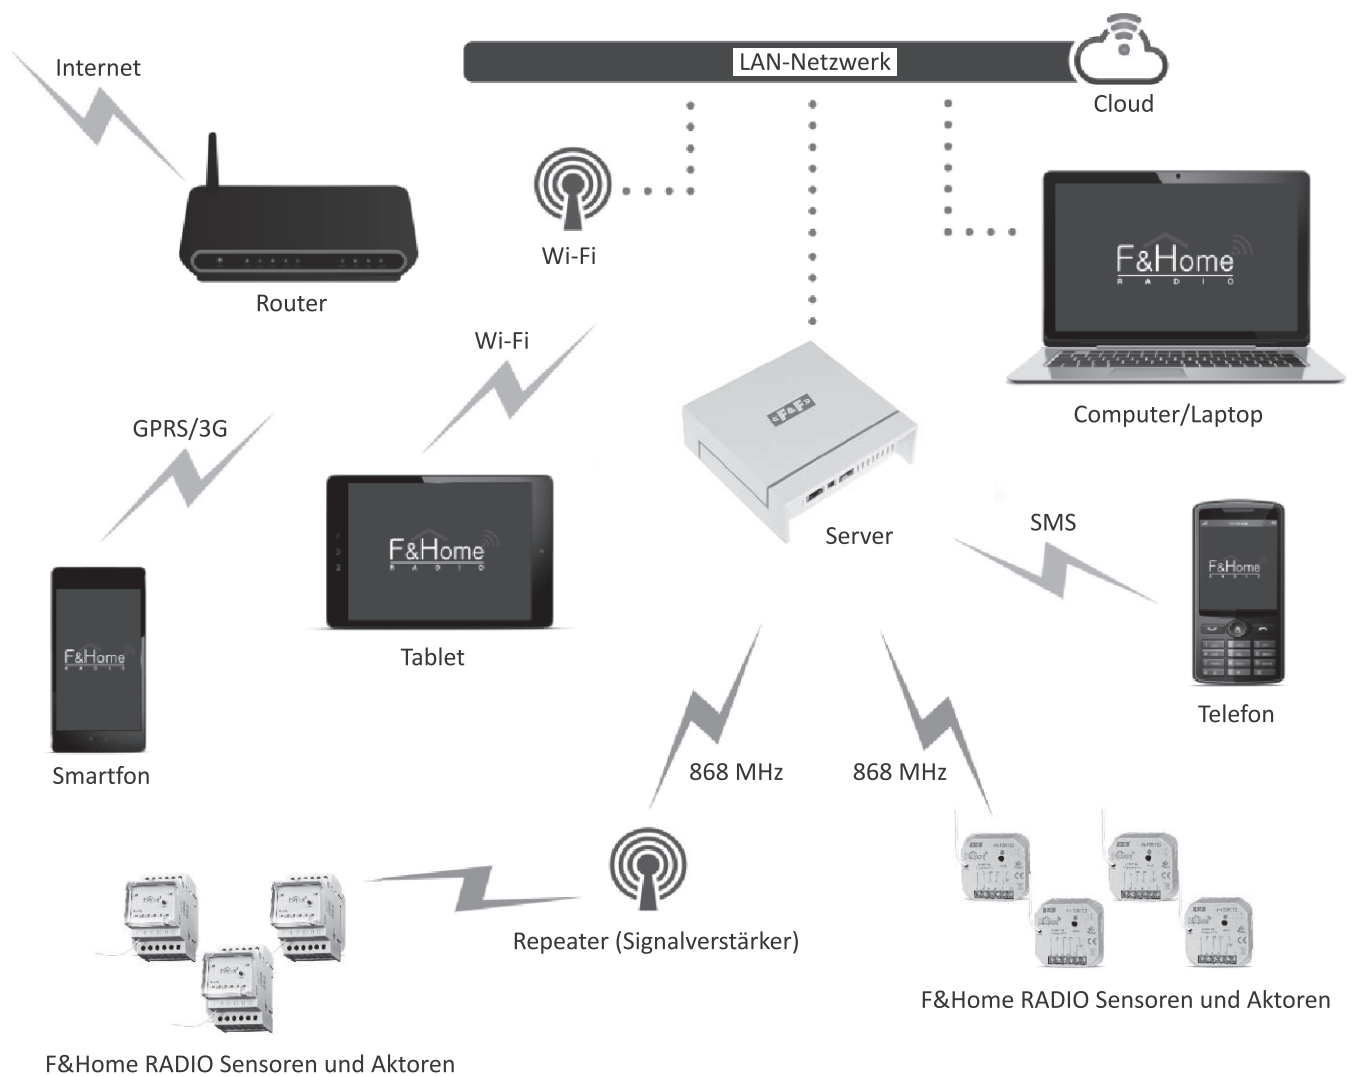 Internet
LAN-Netzwerk
Cloud
Wi-Fi
Router
F&Home
RADIO
Computer/Laptop
Wi-Fi
GPRS/3G
«F&F»
Server
SMS
F&Home
RADIO
Tablet
F&Home
RADIO
Telefon
F&Home
RADIO
Smartfon
868 MHz
868 MHz
Repeater (Signalverstärker)
F&Home RADIO Sensoren und Aktoren
F&Home RADIO Sensoren und Aktoren